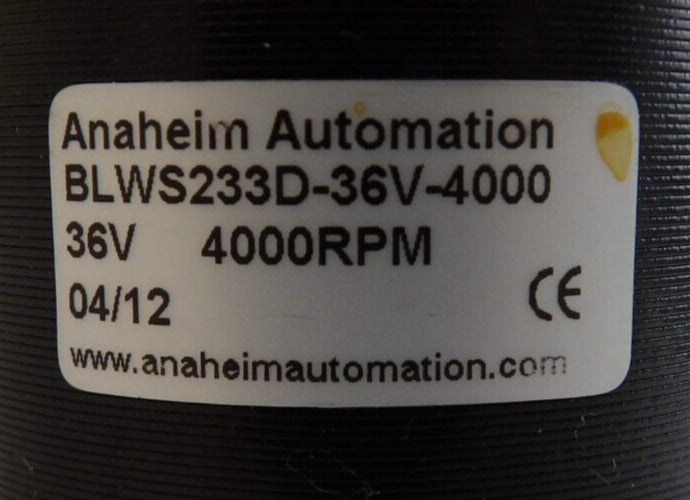 Anaheim Automation
BLWS233D-36V-4000
36V 4000RPM
04/12 CE
www.anaheimautomation.com